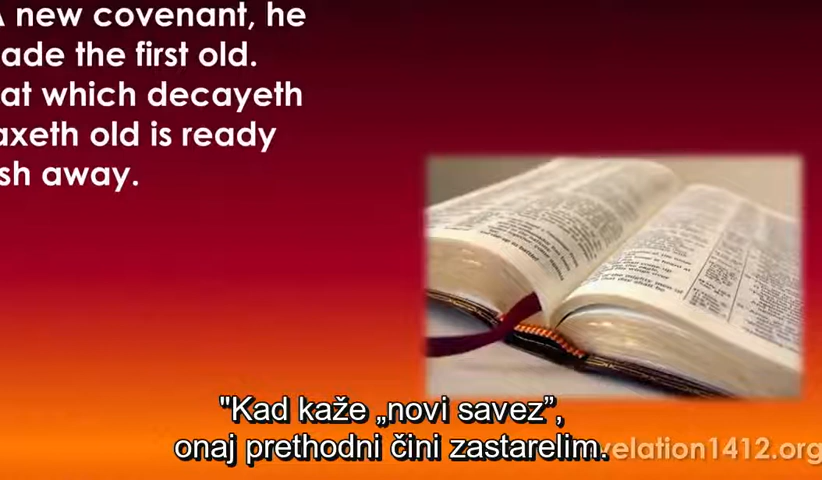 A new covenant, he
ade the first old.
at which decayeth
axeth old is ready
sh away.
"Kad kaže „novi savez”,
onaj prethodni čini zastarelim.
velation1412.org